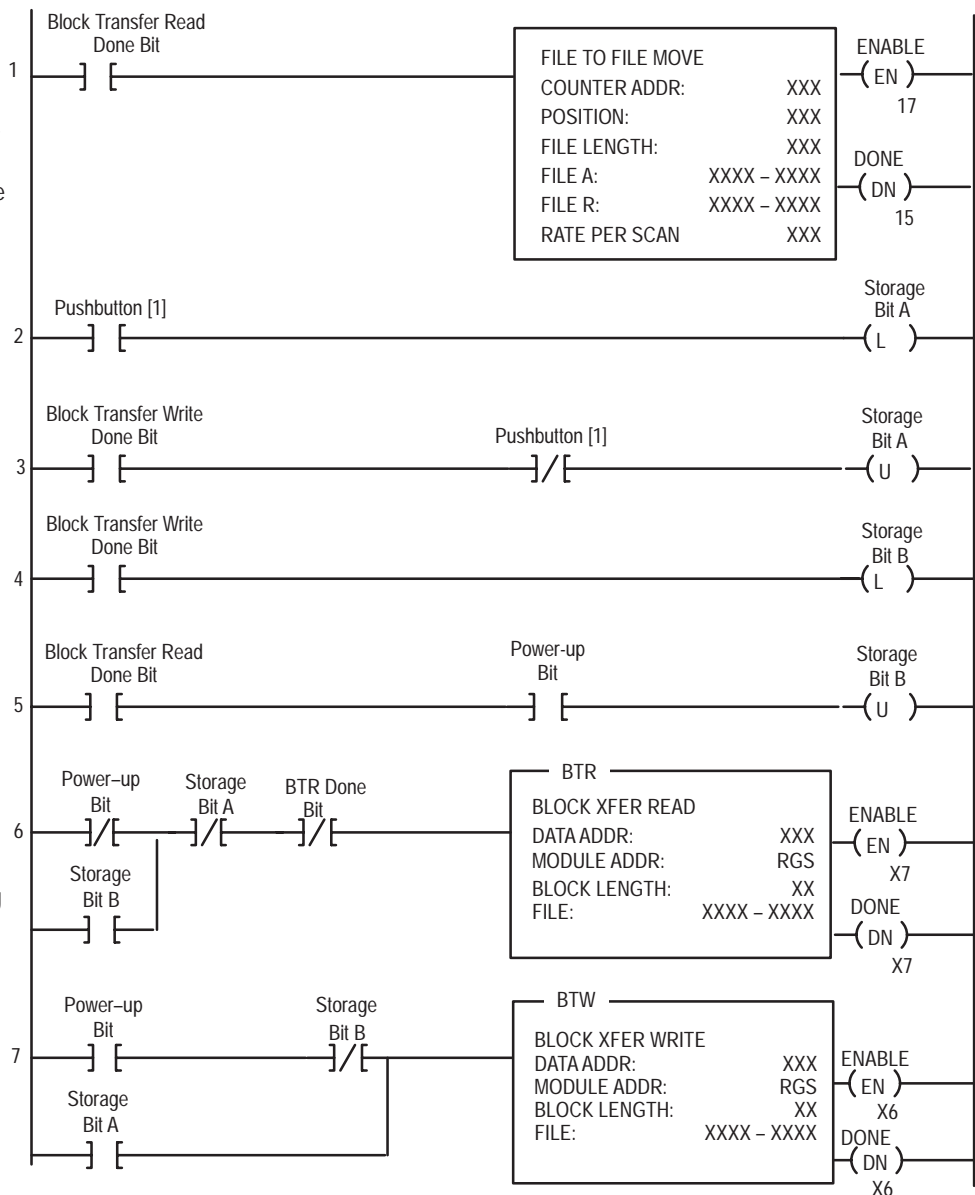 Block Transfer Read
Done Bit
1
FILE TO FILE MOVE
COUNTER ADDR: XXX
POSITION: XXX
FILE LENGTH: XXX
FILE A: XXXX – XXXX
FILE R: XXXX – XXXX
RATE PER SCAN XXX
ENABLE
EN
17
DONE
DN
15
e
Pushbutton [1]
2
Storage
Bit A
L
Block Transfer Write
Done Bit
3
Pushbutton [1]
Storage
Bit A
U
Block Transfer Write
Done Bit
4
Storage
Bit B
L
Block Transfer Read
Done Bit
5
Power-up
Bit
Storage
Bit B
U
Power–up
Bit
Storage
Bit A
BTR Done
Bit
6
Storage
Bit B
BTR
BLOCK XFER READ
DATA ADDR: XXX
MODULE ADDR: RGS
BLOCK LENGTH: XX
FILE: XXXX – XXXX
ENABLE
EN
X7
DONE
DN
X7
Power–up
Bit
Storage
Bit B
7
Storage
Bit A
BTW
BLOCK XFER WRITE
DATA ADDR: XXX
MODULE ADDR: RGS
BLOCK LENGTH: XX
FILE: XXXX – XXXX
ENABLE
EN
X6
DONE
DN
X6